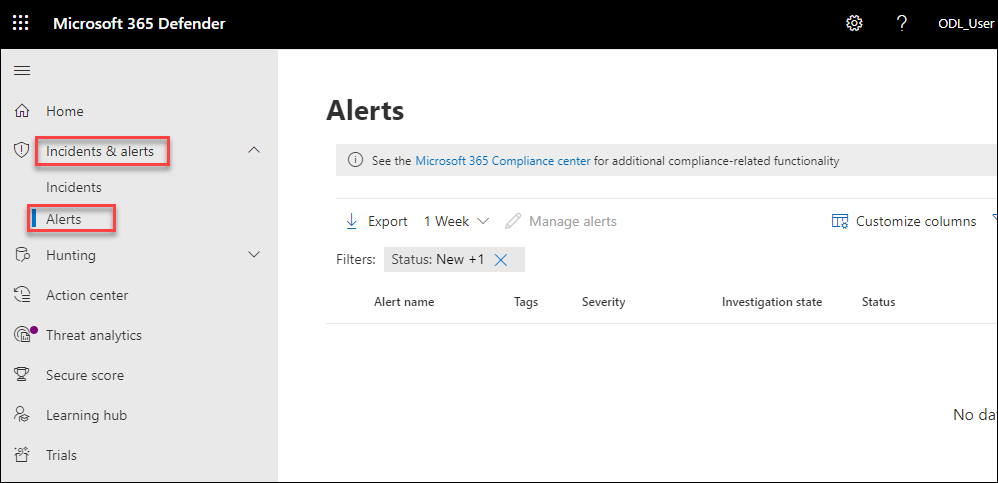 Microsoft 365 Defender ? ODL_User
Home
Incidents & alerts
Incidents
Alerts
Hunting
Action center
Threat analytics
Secure score
Learning hub
Trials
Alerts
See the Microsoft 365 Compliance center for additional compliance-related functionality
Export 1 Week Manage alerts Customize columns
Filters: Status: New +1
Alert name Tags Severity Investigation state Status
No da